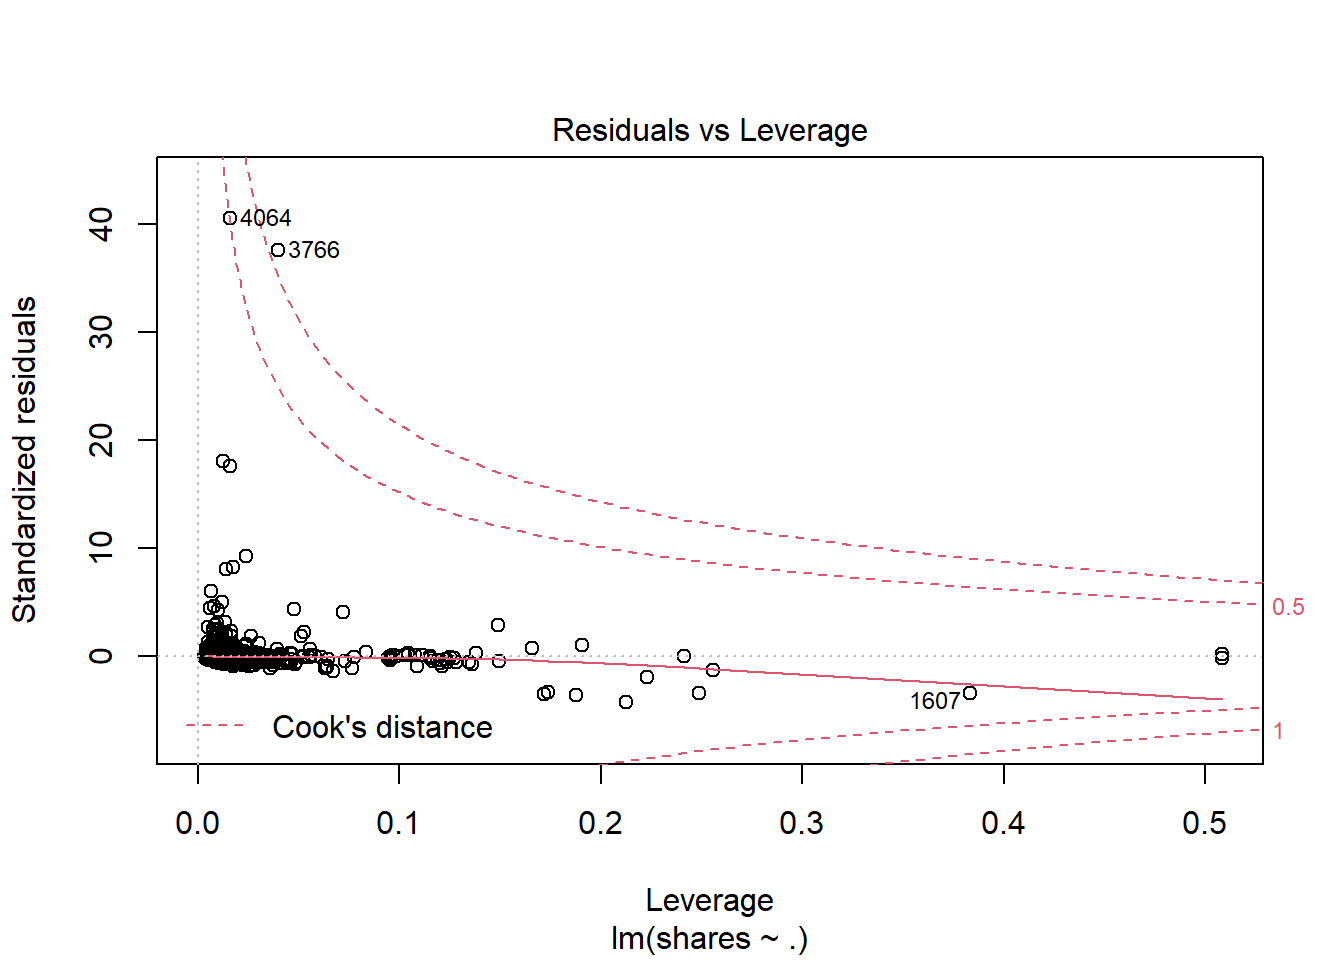 Residuals vs Leverage
Standardized residuals
40
30
20
10
0
4064
3766
1607
0.5
1
Cook's distance
0.0 0.1 0.2 0.3 0.4 0.5
Leverage
lm(shares ~ .)